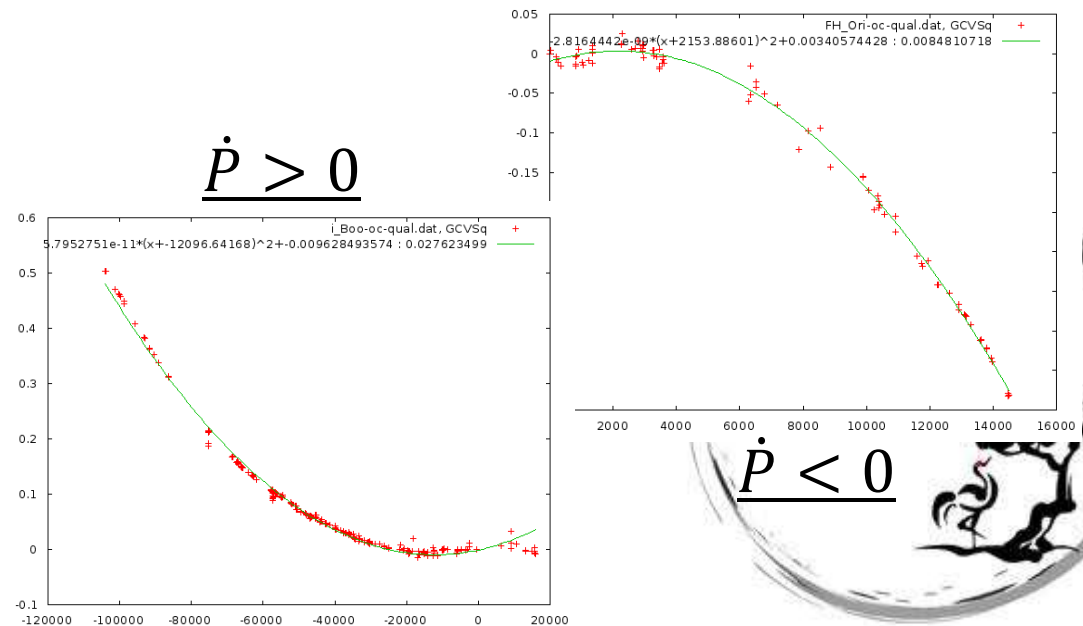 0.05
FH_Ori-oc-qual.dat, GCVSq
-2.8164442e-09*(x+2153.88601)^2+0.00340574428 : 0.0084810718
0
-0.05
-0.1
-0.15
2000 4000 6000 8000 10000 12000 14000 16000
Ṗ > 0
0.6
i_Boo-oc-qual.dat, GCVSq
5.7952751e-11*(x+-12096.64168)^2+-0.009628493574 : 0.027623499
0.5
0.4
0.3
0.2
0.1
0
-0.1
-120000 -100000 -80000 -60000 -40000 -20000 0 20000
Ṗ < 0